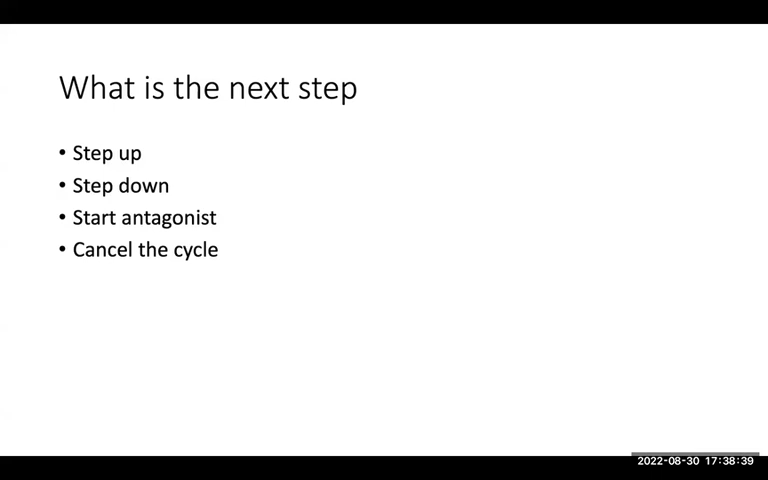 What is the next step
• Step up
• Step down
• Start antagonist
• Cancel the cycle
2022-08-30 17:38:39